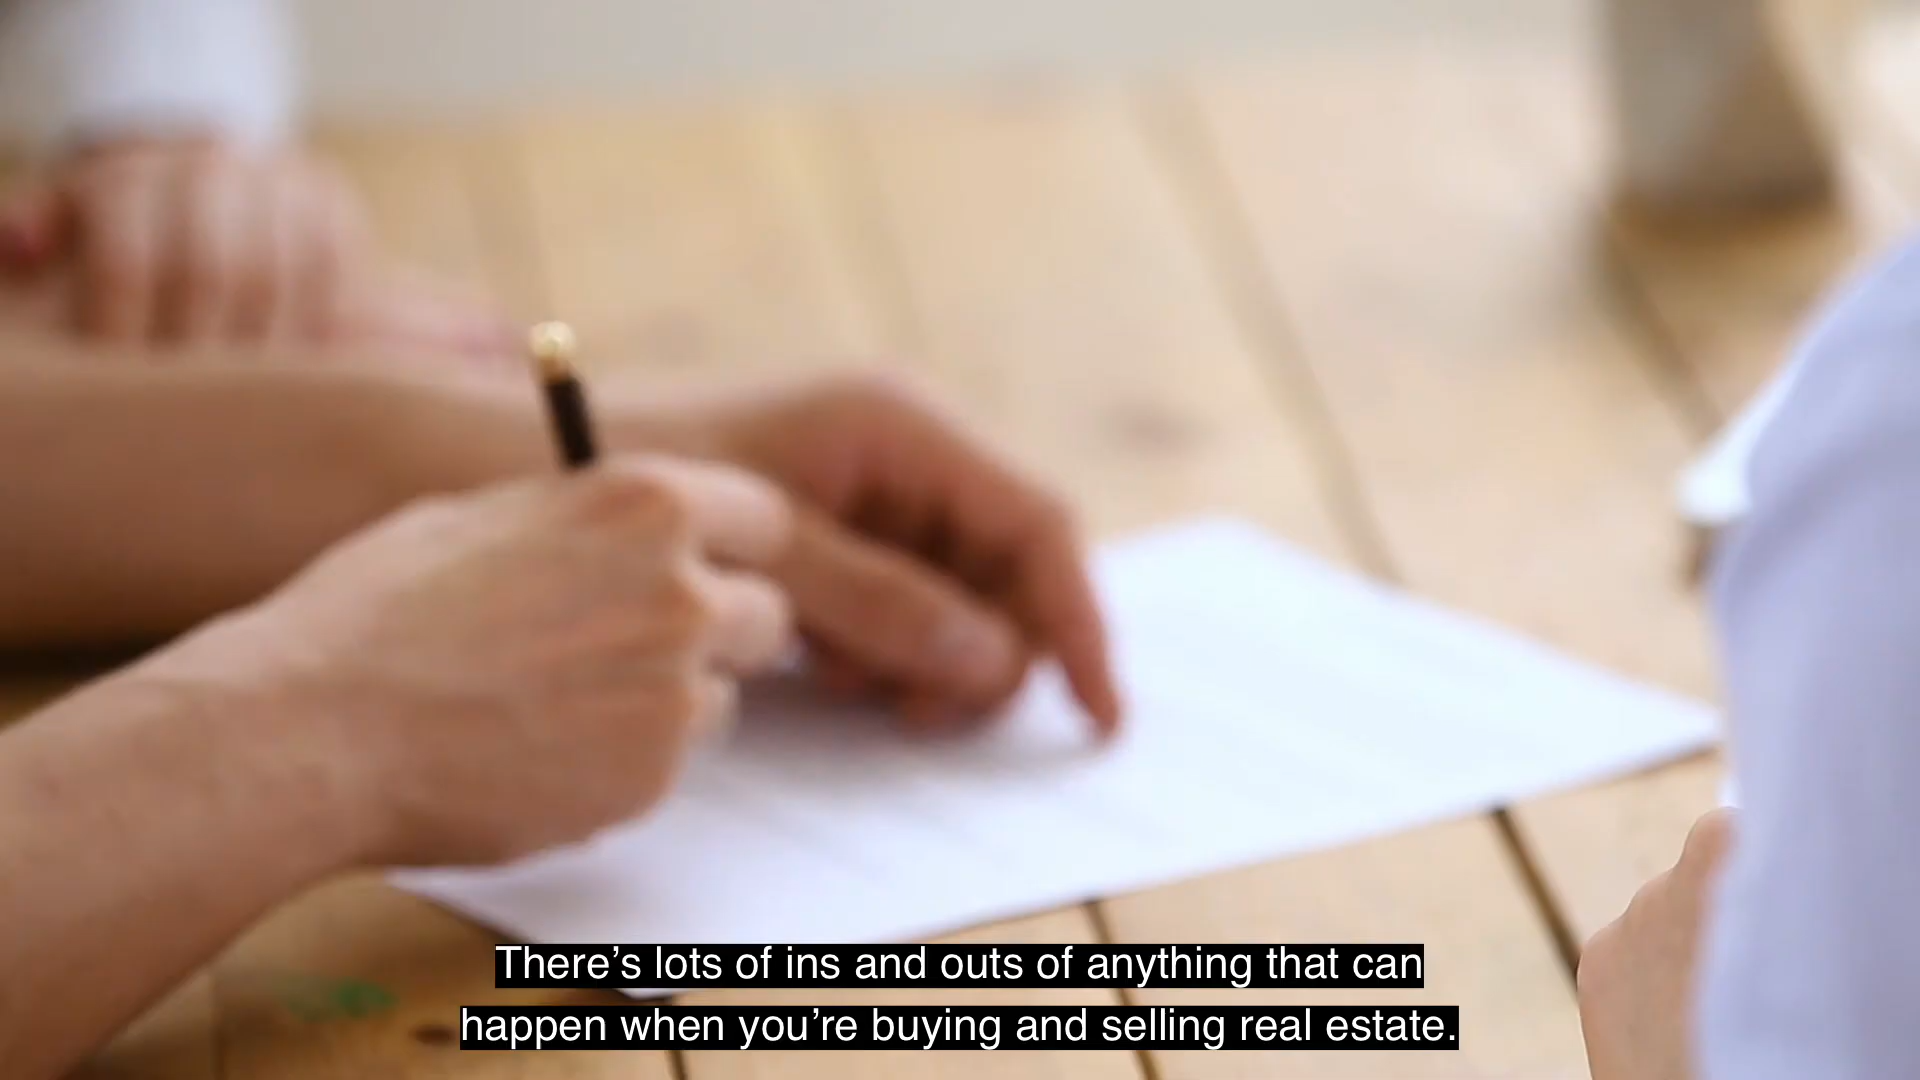 There’s lots of ins and outs of anything that can
happen when you’re buying and selling real estate.